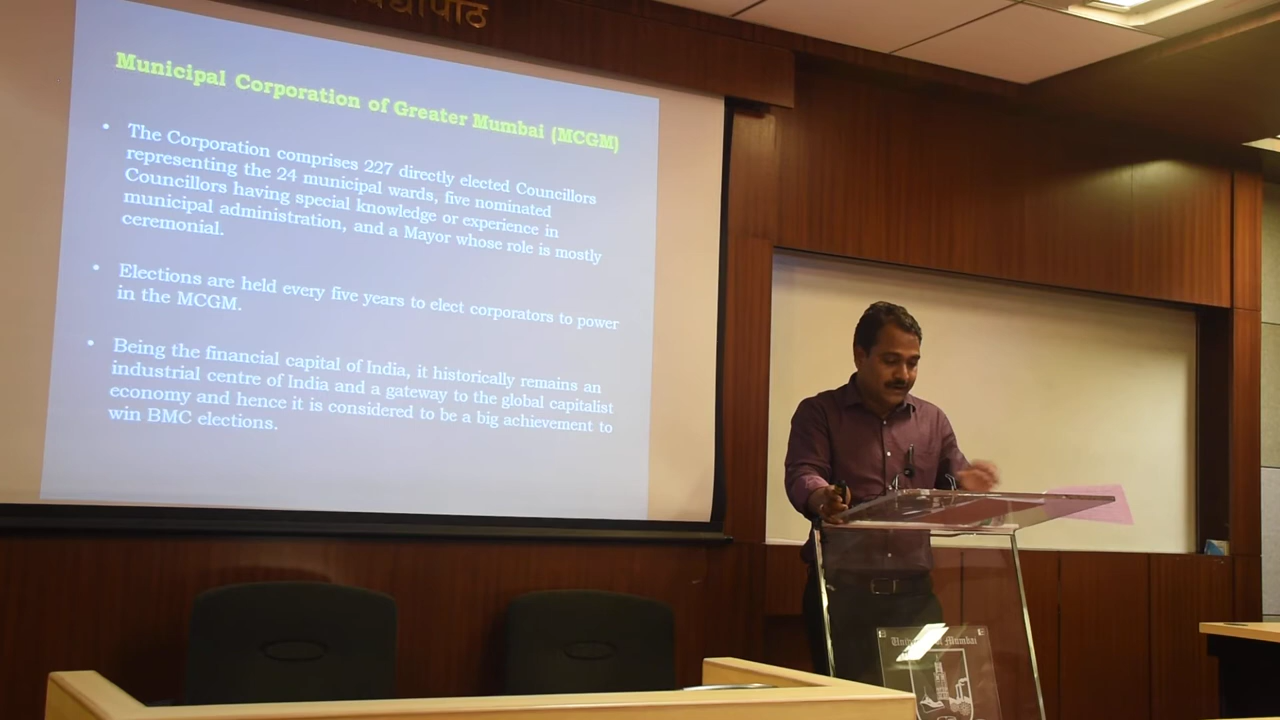 विद्यापीठ
Municipal Corporation of Greater Mumbai (MCGM)
• The Corporation comprises 227 directly elected Councillors
representing the 24 municipal wards, five nominated
Councillors having special knowledge or experience in
municipal administration, and a Mayor whose role is mostly
ceremonial.
• Elections are held every five years to elect corporators to power
in the MCGM.
• Being the financial capital of India, it historically remains an
industrial centre of India and a gateway to the global capitalist
economy and hence it is considered to be a big achievement to
win BMC elections.
Mumbai